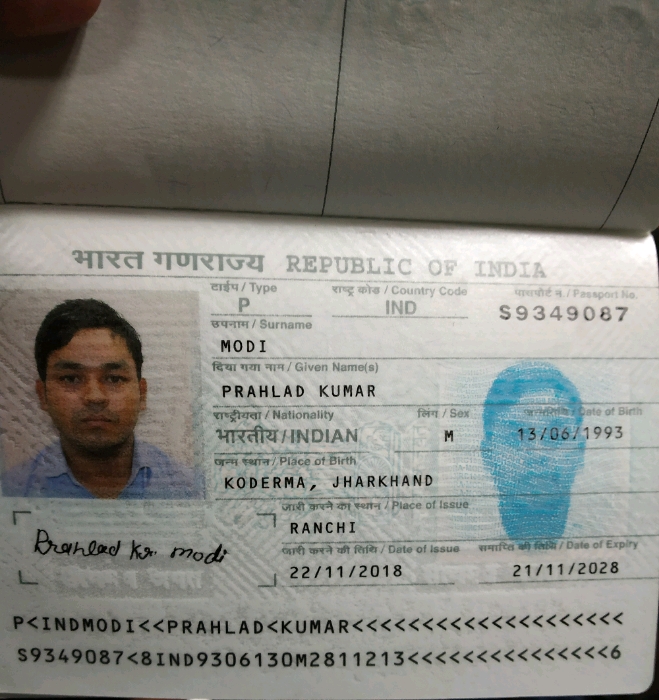 भारत गणराज्य REPUBLIC OF INDIA
टाईप / Type राष्ट्र कोड / Country Code पासपोर्ट न. / Passport No.
P IND S9349087
उपनाम / Surname
MODI
दिया गया नाम / Given Name(s)
PRAHLAD KUMAR
राष्ट्रीयता / Nationality लिंग / Sex जन्मतिथि / Date of Birth
भारतीय / INDIAN M 13/06/1993
जन्म स्थान / Place of Birth
KODERMA, JHARKHAND
जारी करने का स्थान / Place of Issue
RANCHI
Prahlad Kr. Modi
जारी करने की तिथि / Date of Issue समाप्ति की तिथि / Date of Expiry
22/11/2018 21/11/2028
P<INDMODI<<PRAHLAD<KUMAR<<<<<<<<<<<<<<<<<<<<
S9349087<8IND9306130M2811213<<<<<<<<<<<<<<<6